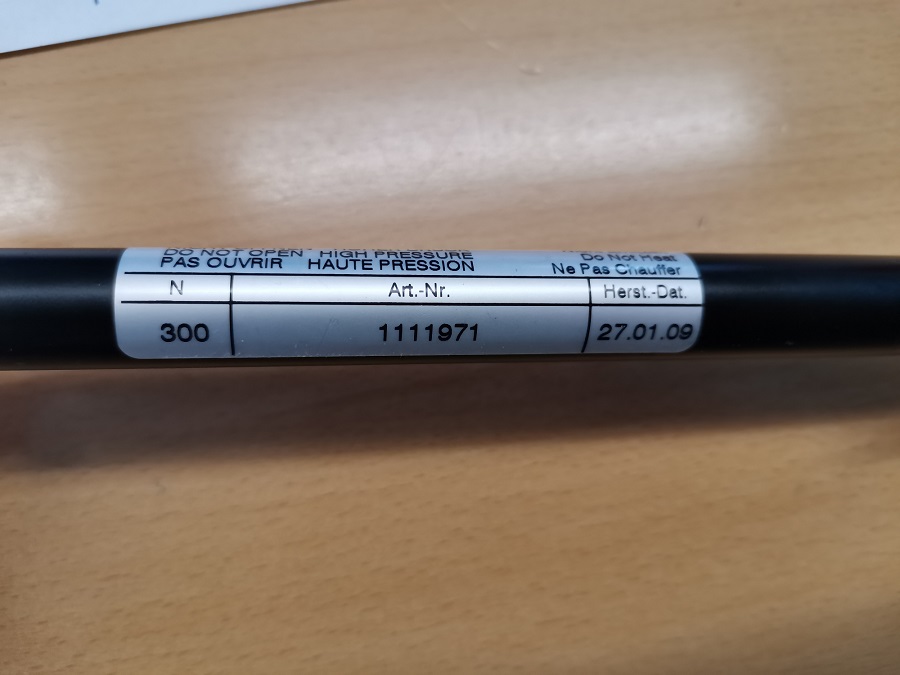 DO NOT OPEN - HIGH PRESSURE
Do Not Heat
PAS OUVRIR HAUTE PRESSION
Ne Pas Chauffer
N Art.-Nr. Herst.-Dat.
300 1111971 27.01.09